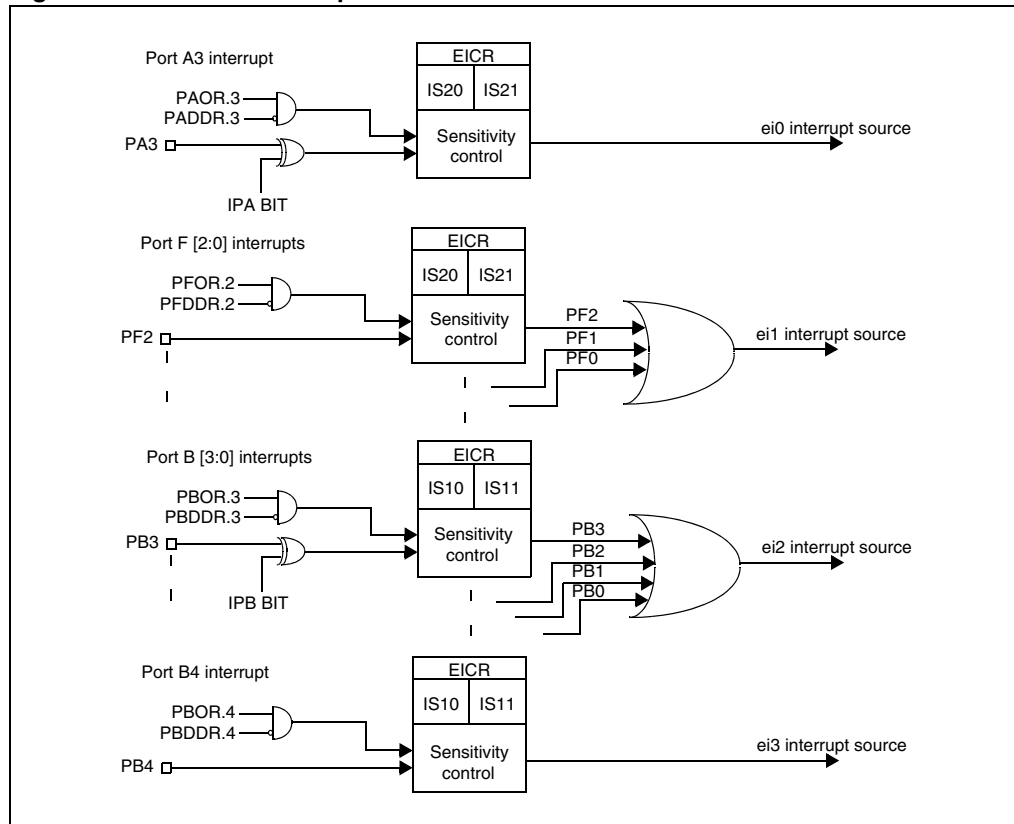 Port A3 interrupt
EICR
IS20 IS21
Sensitivity
control
PAOR.3
PADDR.3
PA3
IPA BIT
ei0 interrupt source
Port F [2:0] interrupts
EICR
IS20 IS21
Sensitivity
control
PFOR.2
PFDDR.2
PF2
PF2
PF1
PF0
ei1 interrupt source
Port B [3:0] interrupts
EICR
IS10 IS11
Sensitivity
control
PBOR.3
PBDDR.3
PB3
IPB BIT
PB3
PB2
PB1
PB0
ei2 interrupt source
Port B4 interrupt
EICR
IS10 IS11
Sensitivity
control
PBOR.4
PBDDR.4
PB4
ei3 interrupt source